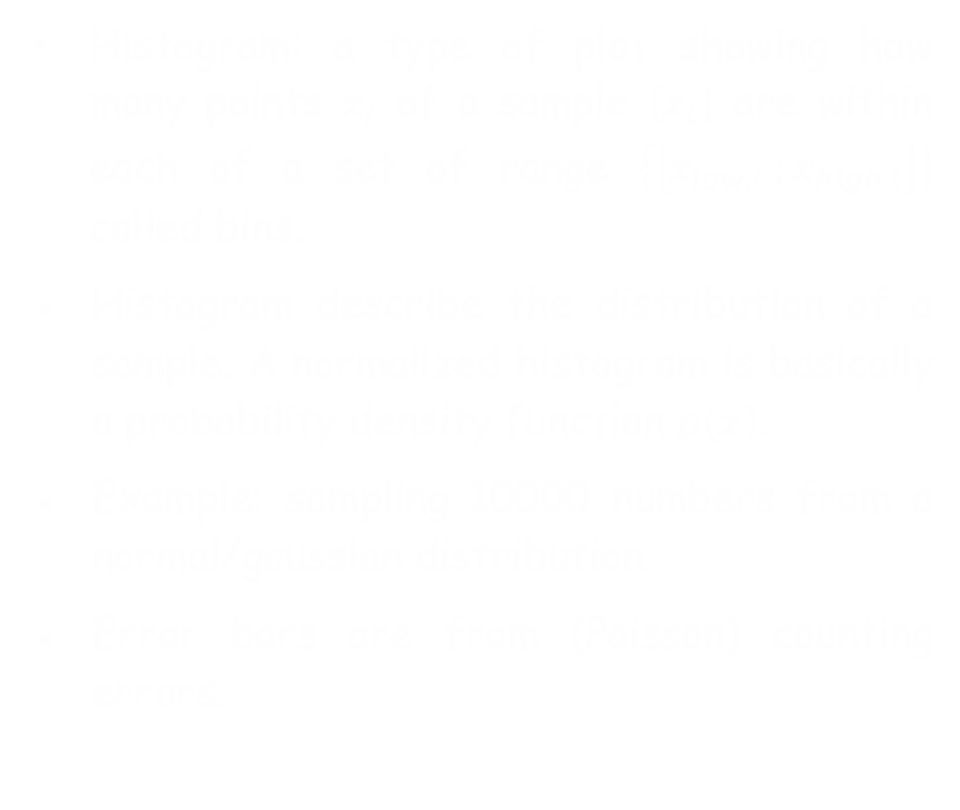 • Histogram a type of plot showing how
many points x_i of a sample {x_i} are within
each of a set of range {[x_{low,j} : x_{high,j}]}
called bins.
• Histogram describe the distribution of a
sample. A normalized histogram is basically
a probability density function p(x).
• Example: sampling 10000 numbers from a
normal/gaussian distribution
• Error bars are from (Poisson) counting
errors